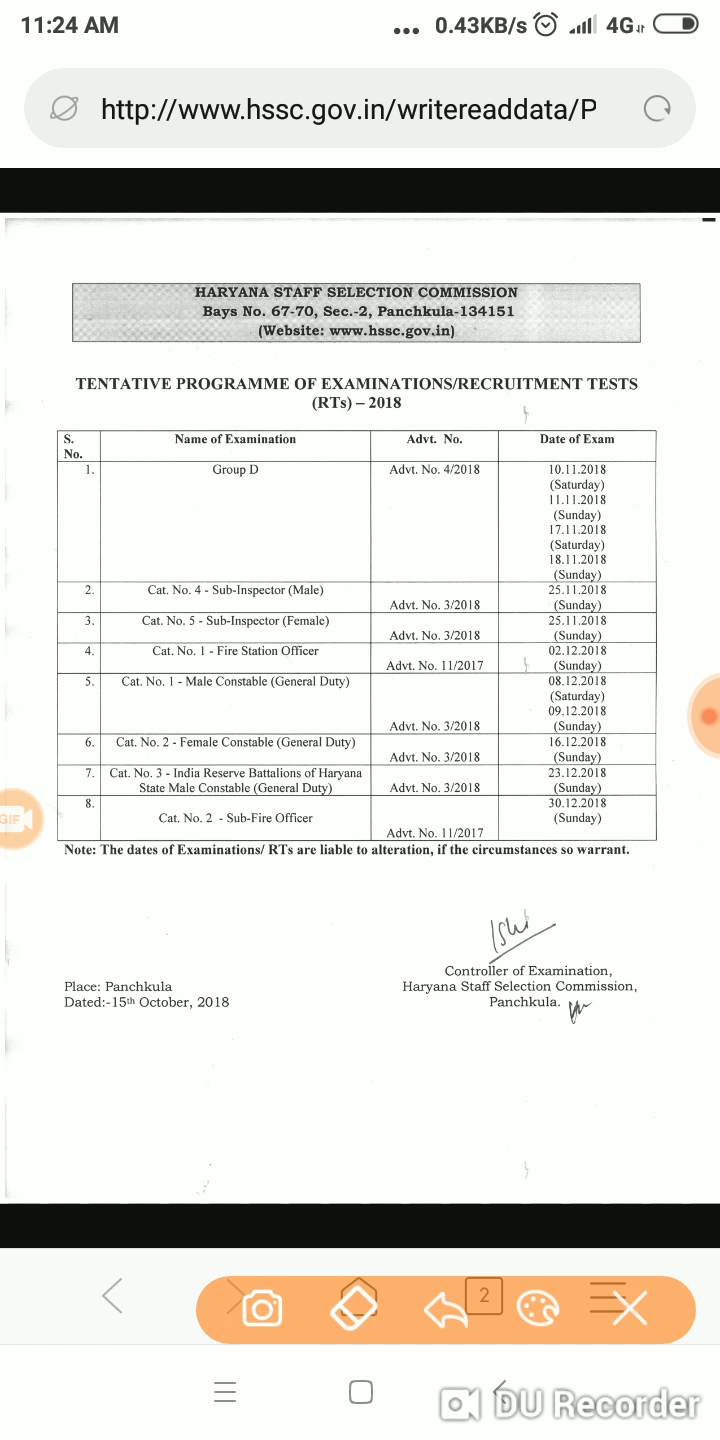 11:24 AM
... 0.43KB/s 4G
http://www.hssc.gov.in/writereaddata/P
HARYANA STAFF SELECTION COMMISSION
Bays No. 67-70, Sec.-2, Panchkula-134151
(Website: www.hssc.gov.in)
TENTATIVE PROGRAMME OF EXAMINATIONS/RECRUITMENT TESTS
(RTs) – 2018
S. No. Name of Examination Advt. No. Date of Exam
1. Group D Advt. No. 4/2018 10.11.2018
(Saturday)
11.11.2018
(Sunday)
17.11.2018
(Saturday)
18.11.2018
(Sunday)
2. Cat. No. 4 - Sub-Inspector (Male) 25.11.2018
Advt. No. 3/2018 (Sunday)
3. Cat. No. 5 - Sub-Inspector (Female) 25.11.2018
Advt. No. 3/2018 (Sunday)
4. Cat. No. 1 - Fire Station Officer 02.12.2018
Advt. No. 11/2017 (Sunday)
5. Cat. No. 1 - Male Constable (General Duty) 08.12.2018
(Saturday)
09.12.2018
Advt. No. 3/2018 (Sunday)
6. Cat. No. 2 - Female Constable (General Duty) 16.12.2018
Advt. No. 3/2018 (Sunday)
7. Cat. No. 3 - India Reserve Battalions of Haryana 23.12.2018
State Male Constable (General Duty) Advt. No. 3/2018 (Sunday)
8. 30.12.2018
Cat. No. 2 - Sub-Fire Officer (Sunday)
Advt. No. 11/2017
Note: The dates of Examinations/ RTs are liable to alteration, if the circumstances so warrant.
Controller of Examination,
Place: Panchkula Haryana Staff Selection Commission,
Dated:-15th October, 2018 Panchkula.
GIF
2
DU Recorder